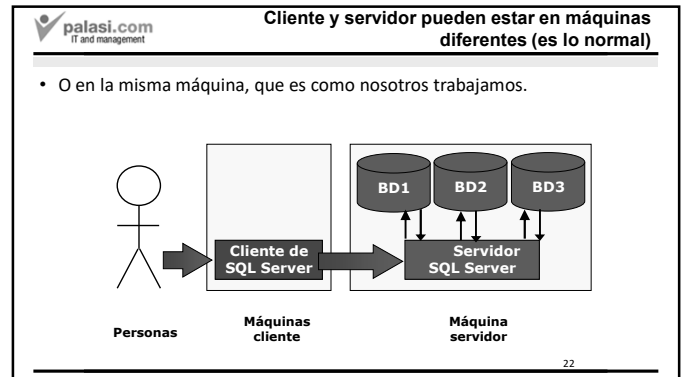 palasi.com
IT and management
Cliente y servidor pueden estar en máquinas
diferentes (es lo normal)
• O en la misma máquina, que es como nosotros trabajamos.
BD1
BD2
BD3
Cliente de
SQL Server
Servidor
SQL Server
Personas
Máquinas
cliente
Máquina
servidor
22